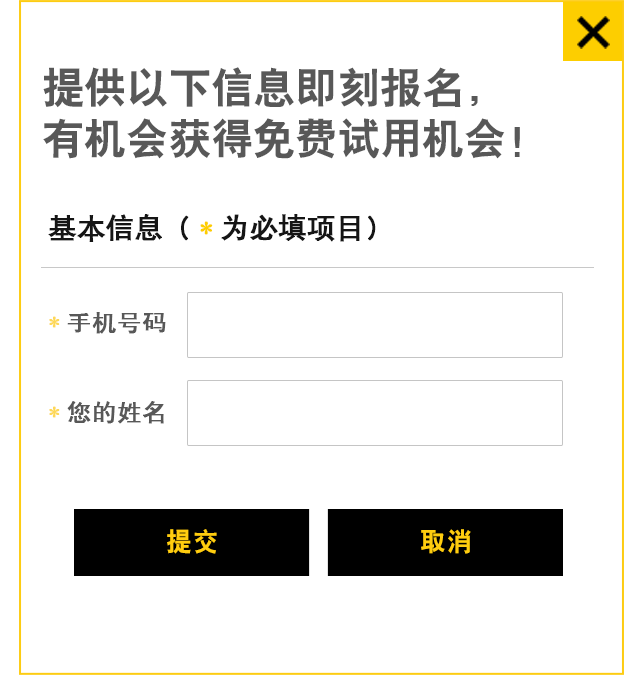 提供以下信息即刻报名，
有机会获得免费试用机会！
基本信息（*为必填项目）
*手机号码
*您的姓名
提交
取消